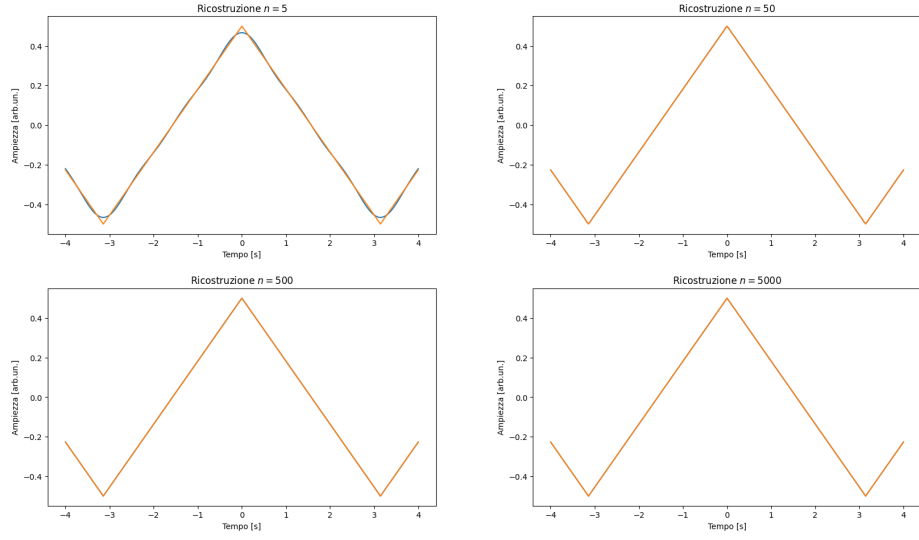 Ricostruzione n = 5
Ampiezza [arb.un.]
0.4
0.2
0.0
−0.2
−0.4
−4 −3 −2 −1 0 1 2 3 4
Tempo [s]
Ricostruzione n = 50
Ampiezza [arb.un.]
0.4
0.2
0.0
−0.2
−0.4
−4 −3 −2 −1 0 1 2 3 4
Tempo [s]
Ricostruzione n = 500
Ampiezza [arb.un.]
0.4
0.2
0.0
−0.2
−0.4
−4 −3 −2 −1 0 1 2 3 4
Tempo [s]
Ricostruzione n = 5000
Ampiezza [arb.un.]
0.4
0.2
0.0
−0.2
−0.4
−4 −3 −2 −1 0 1 2 3 4
Tempo [s]